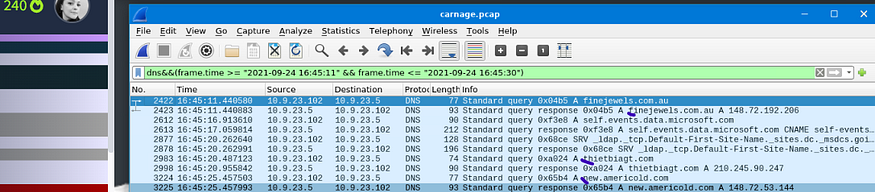 240
carnage.pcap
File Edit View Go Capture Analyze Statistics Telephony Wireless Tools Help
dns&&(frame.time >= "2021-09-24 16:45:11" && frame.time <= "2021-09-24 16:45:30")
No. Time Source Destination Protoc Length Info
2422 16:45:11.440580 10.9.23.102 10.9.23.5 DNS 77 Standard query 0x04b5 A finejewels.com.au
2423 16:45:11.440883 10.9.23.5 10.9.23.102 DNS 93 Standard query response 0x04b5 A finejewels.com.au A 148.72.192.206
2612 16:45:16.913610 10.9.23.102 10.9.23.5 DNS 90 Standard query 0xf3e8 A self.events.data.microsoft.com
2613 16:45:17.059814 10.9.23.5 10.9.23.102 DNS 212 Standard query response 0xf3e8 A self.events.data.microsoft.com CNAME self-events…
2877 16:45:20.262640 10.9.23.102 10.9.23.5 DNS 128 Standard query 0x68ce SRV _ldap._tcp.Default-First-Site-Name._sites.dc._msdcs.goi…
2878 16:45:20.262991 10.9.23.5 10.9.23.102 DNS 196 Standard query response 0x68ce SRV _ldap._tcp.Default-First-Site-Name._sites.dc._…
2983 16:45:20.487123 10.9.23.102 10.9.23.5 DNS 74 Standard query 0xa024 A thietbiagt.com
2998 16:45:20.955842 10.9.23.5 10.9.23.102 DNS 90 Standard query response 0xa024 A thietbiagt.com A 210.245.90.247
3224 16:45:25.457503 10.9.23.102 10.9.23.5 DNS 77 Standard query 0x65b4 A new.americold.com
3225 16:45:25.457993 10.9.23.5 10.9.23.102 DNS 93 Standard query response 0x65b4 A new.americold.com A 148.72.53.144